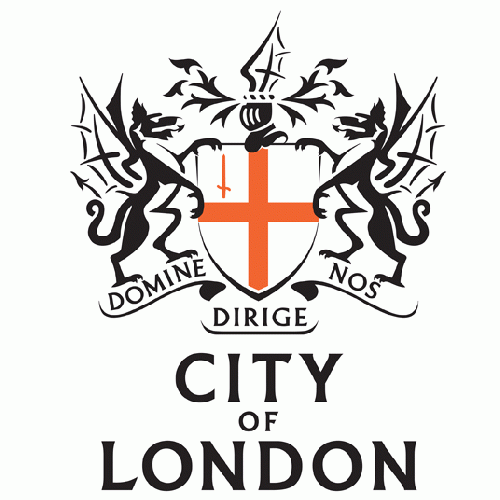 DOMINE DIRIGE NOS
CITY
OF
LONDON